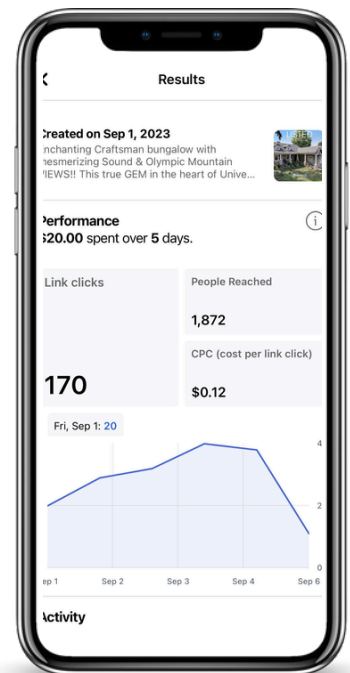 Results
Created on Sep 1, 2023
nchanting Craftsman bungalow with
nesmerizing Sound & Olympic Mountain
/IEWS!! This true GEM in the heart of Unive...
Performance
$20.00 spent over 5 days.
Link clicks
170
People Reached
1,872
CPC (cost per link click)
$0.12
Fri, Sep 1: 20
4
2
0
ep 1
Sep 2
Sep 3
Sep 4
Sep 6
Activity